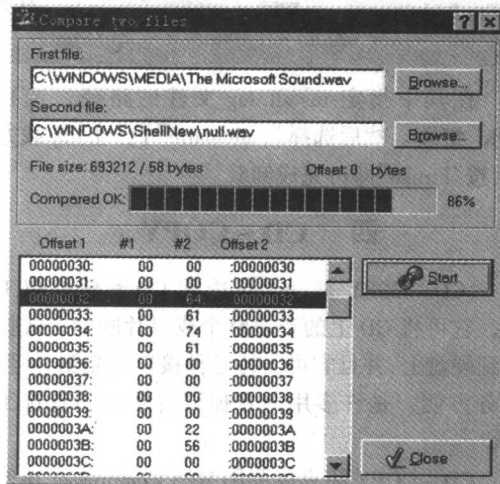 Compare two files
First file:
C:\WINDOWS\MEDIA\The Microsoft Sound.wav
Browse...
Second file:
C:\WINDOWS\ShellNew\null.wav
Browse...
File size: 693212 / 58 bytes
Offset: 0 bytes
Compared OK:
86%
Offset 1 #1 #2 Offset 2
00000030: 00 00 :00000030
00000031: 00 00 :00000031
00000032: 00 64 :00000032
00000033: 00 61 :00000033
00000034: 00 74 :00000034
00000035: 00 61 :00000035
00000036: 00 00 :00000036
00000037: 00 00 :00000037
00000038: 00 00 :00000038
00000039: 00 00 :00000039
0000003A: 00 22 :0000003A
0000003B: 00 56 :0000003B
0000003C: 00 00 :0000003C
Start
Close